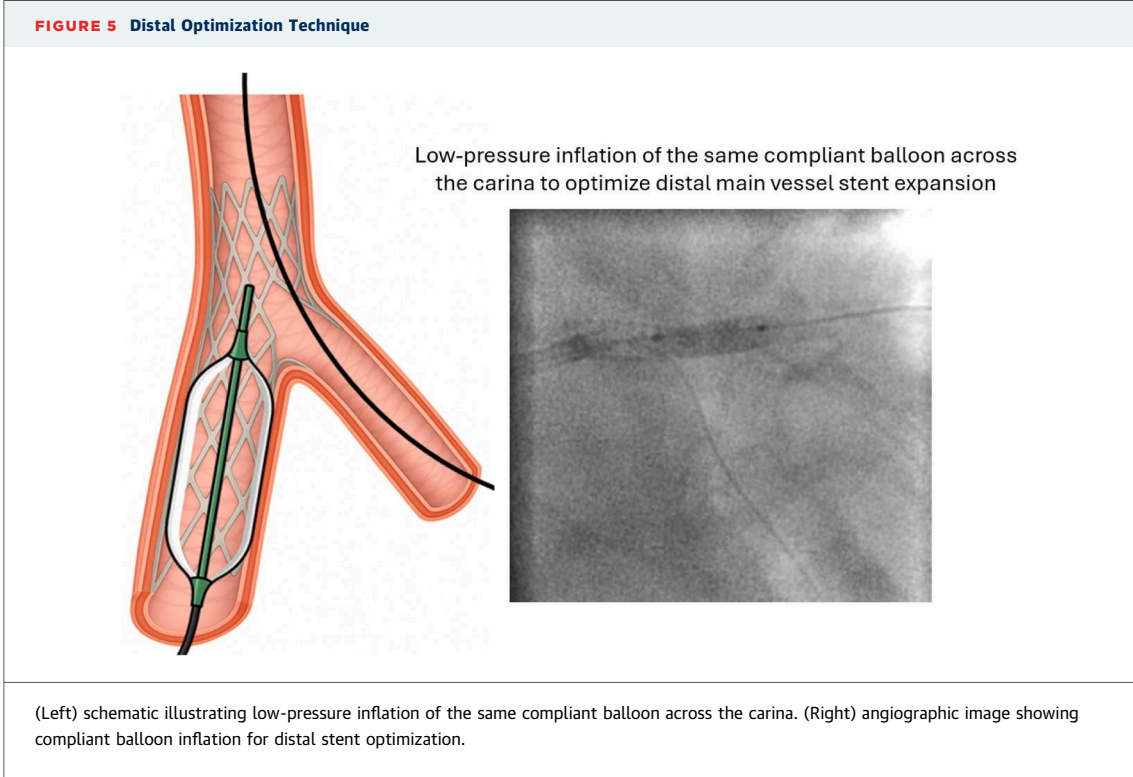 FIGURE 5 Distal Optimization Technique
Low-pressure inflation of the same compliant balloon across
the carina to optimize distal main vessel stent expansion
(Left) schematic illustrating low-pressure inflation of the same compliant balloon across the carina. (Right) angiographic image showing
compliant balloon inflation for distal stent optimization.